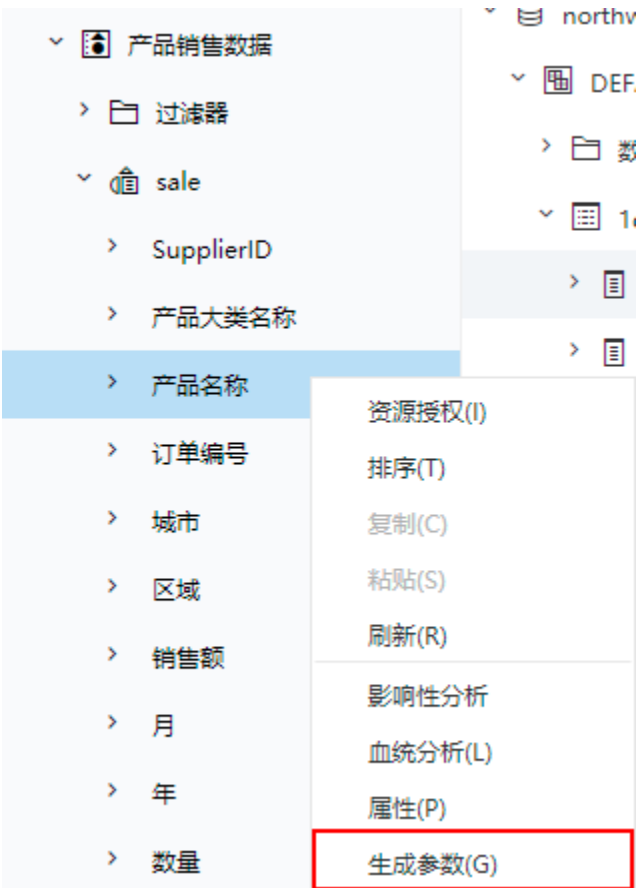 产品销售数据
过滤器
sale
SupplierID
产品大类名称
产品名称
订单编号
城市
区域
销售额
月
年
数量
资源授权(I)
排序(T)
复制(C)
粘贴(S)
刷新(R)
影响性分析
血统分析(L)
属性(P)
生成参数(G)